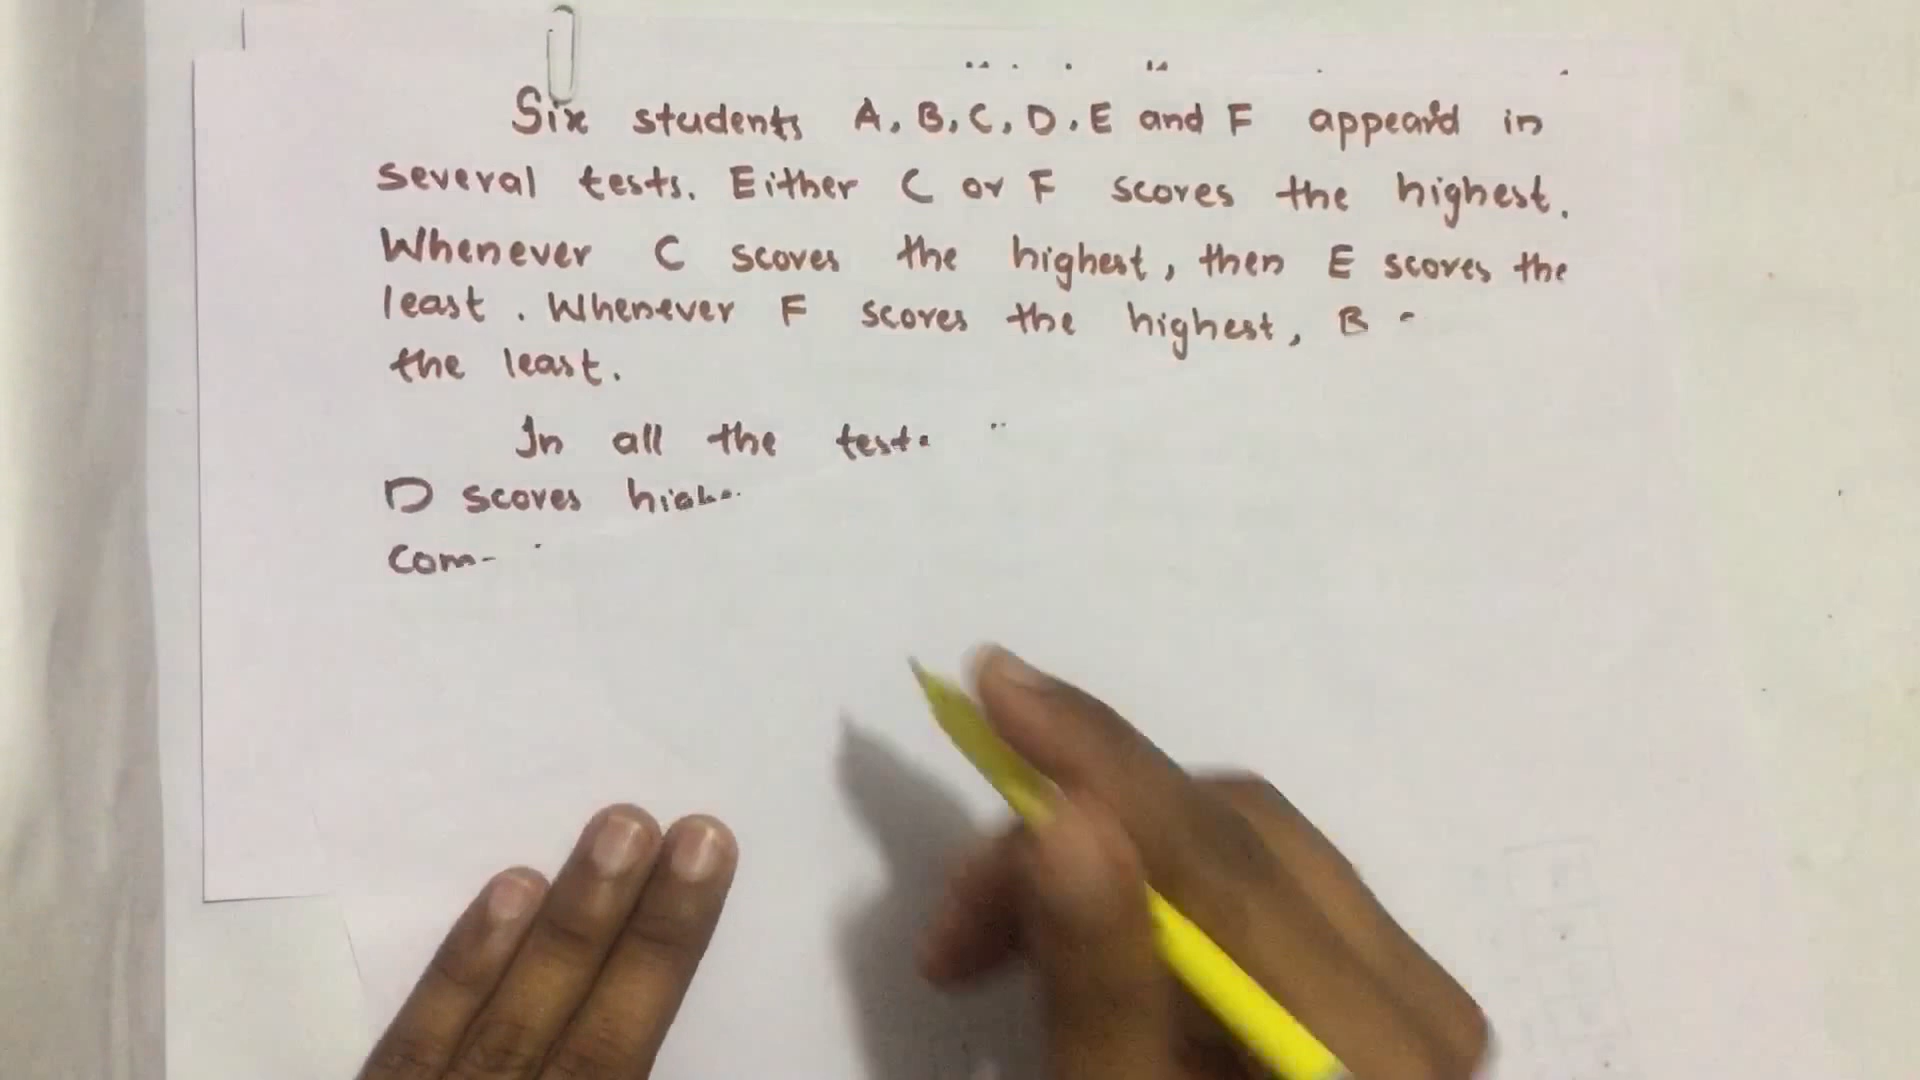 Six students A, B, C, D, E and F appear'd in
several tests. Either C or F scores the highest.
Whenever C scores the highest, then E scores the
least. Whenever F scores the highest, B
the least.
In all the
D scores